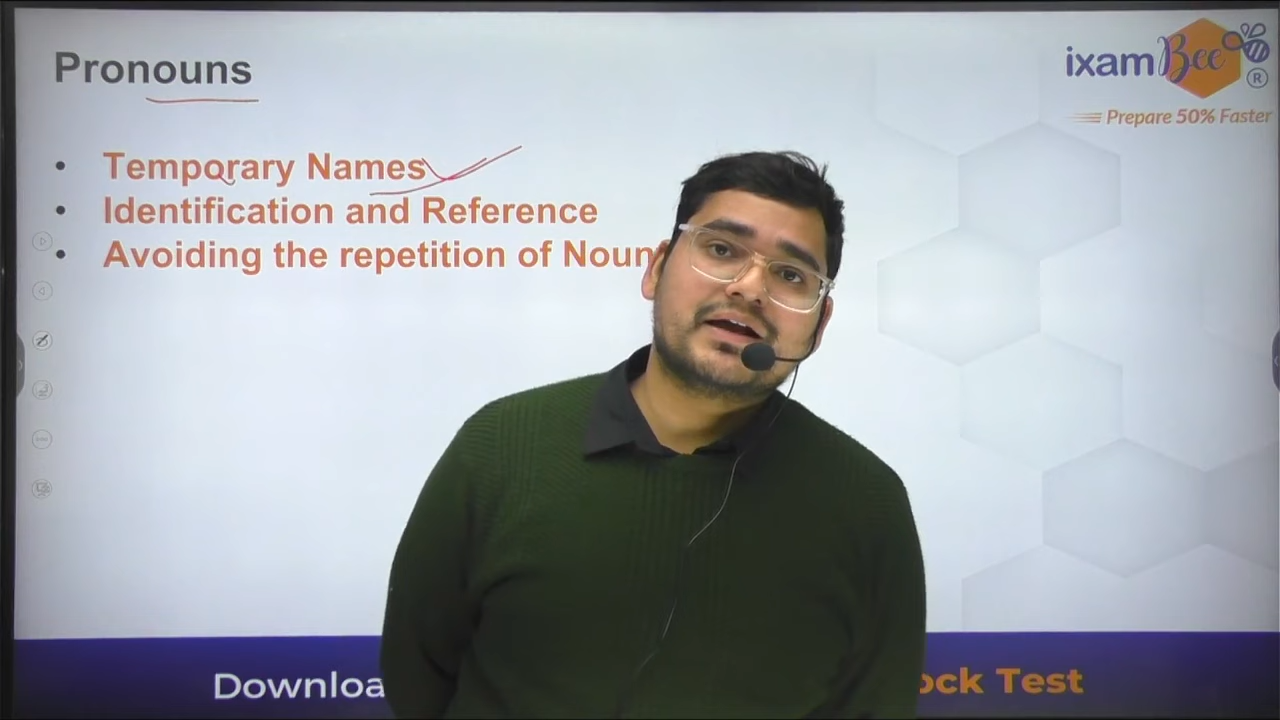 Pronouns
ixamBee
®
Prepare 50% Faster
• Temporary Names
• Identification and Reference
• Avoiding the repetition of Noun
Downloa
ock Test